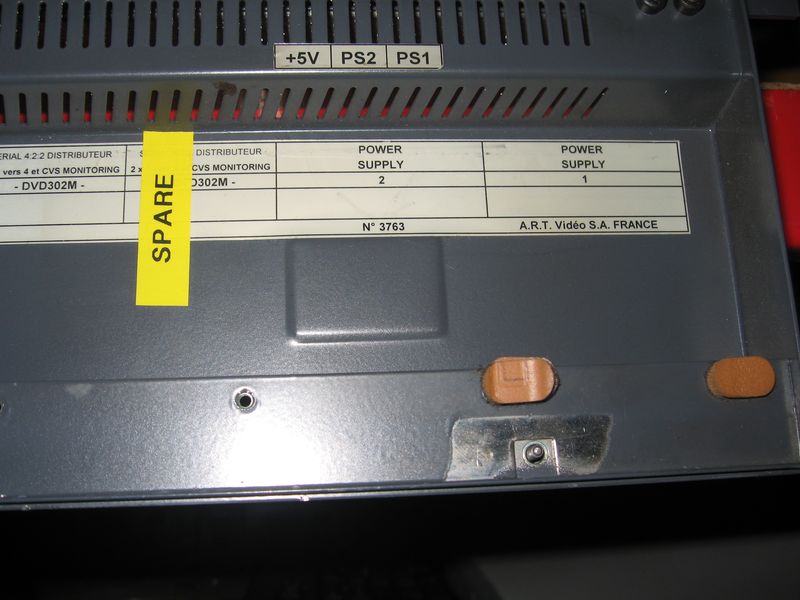 +5V PS2 PS1
ERIAL 4:2:2 DISTRIBUTEUR
vers 4 et CVS MONITORING
- DVD302M -
S DISTRIBUTEUR
2 x CVS MONITORING
D302M -
SPARE
POWER
SUPPLY
2
POWER
SUPPLY
1
N° 3763
A.R.T. Vidéo S.A. FRANCE